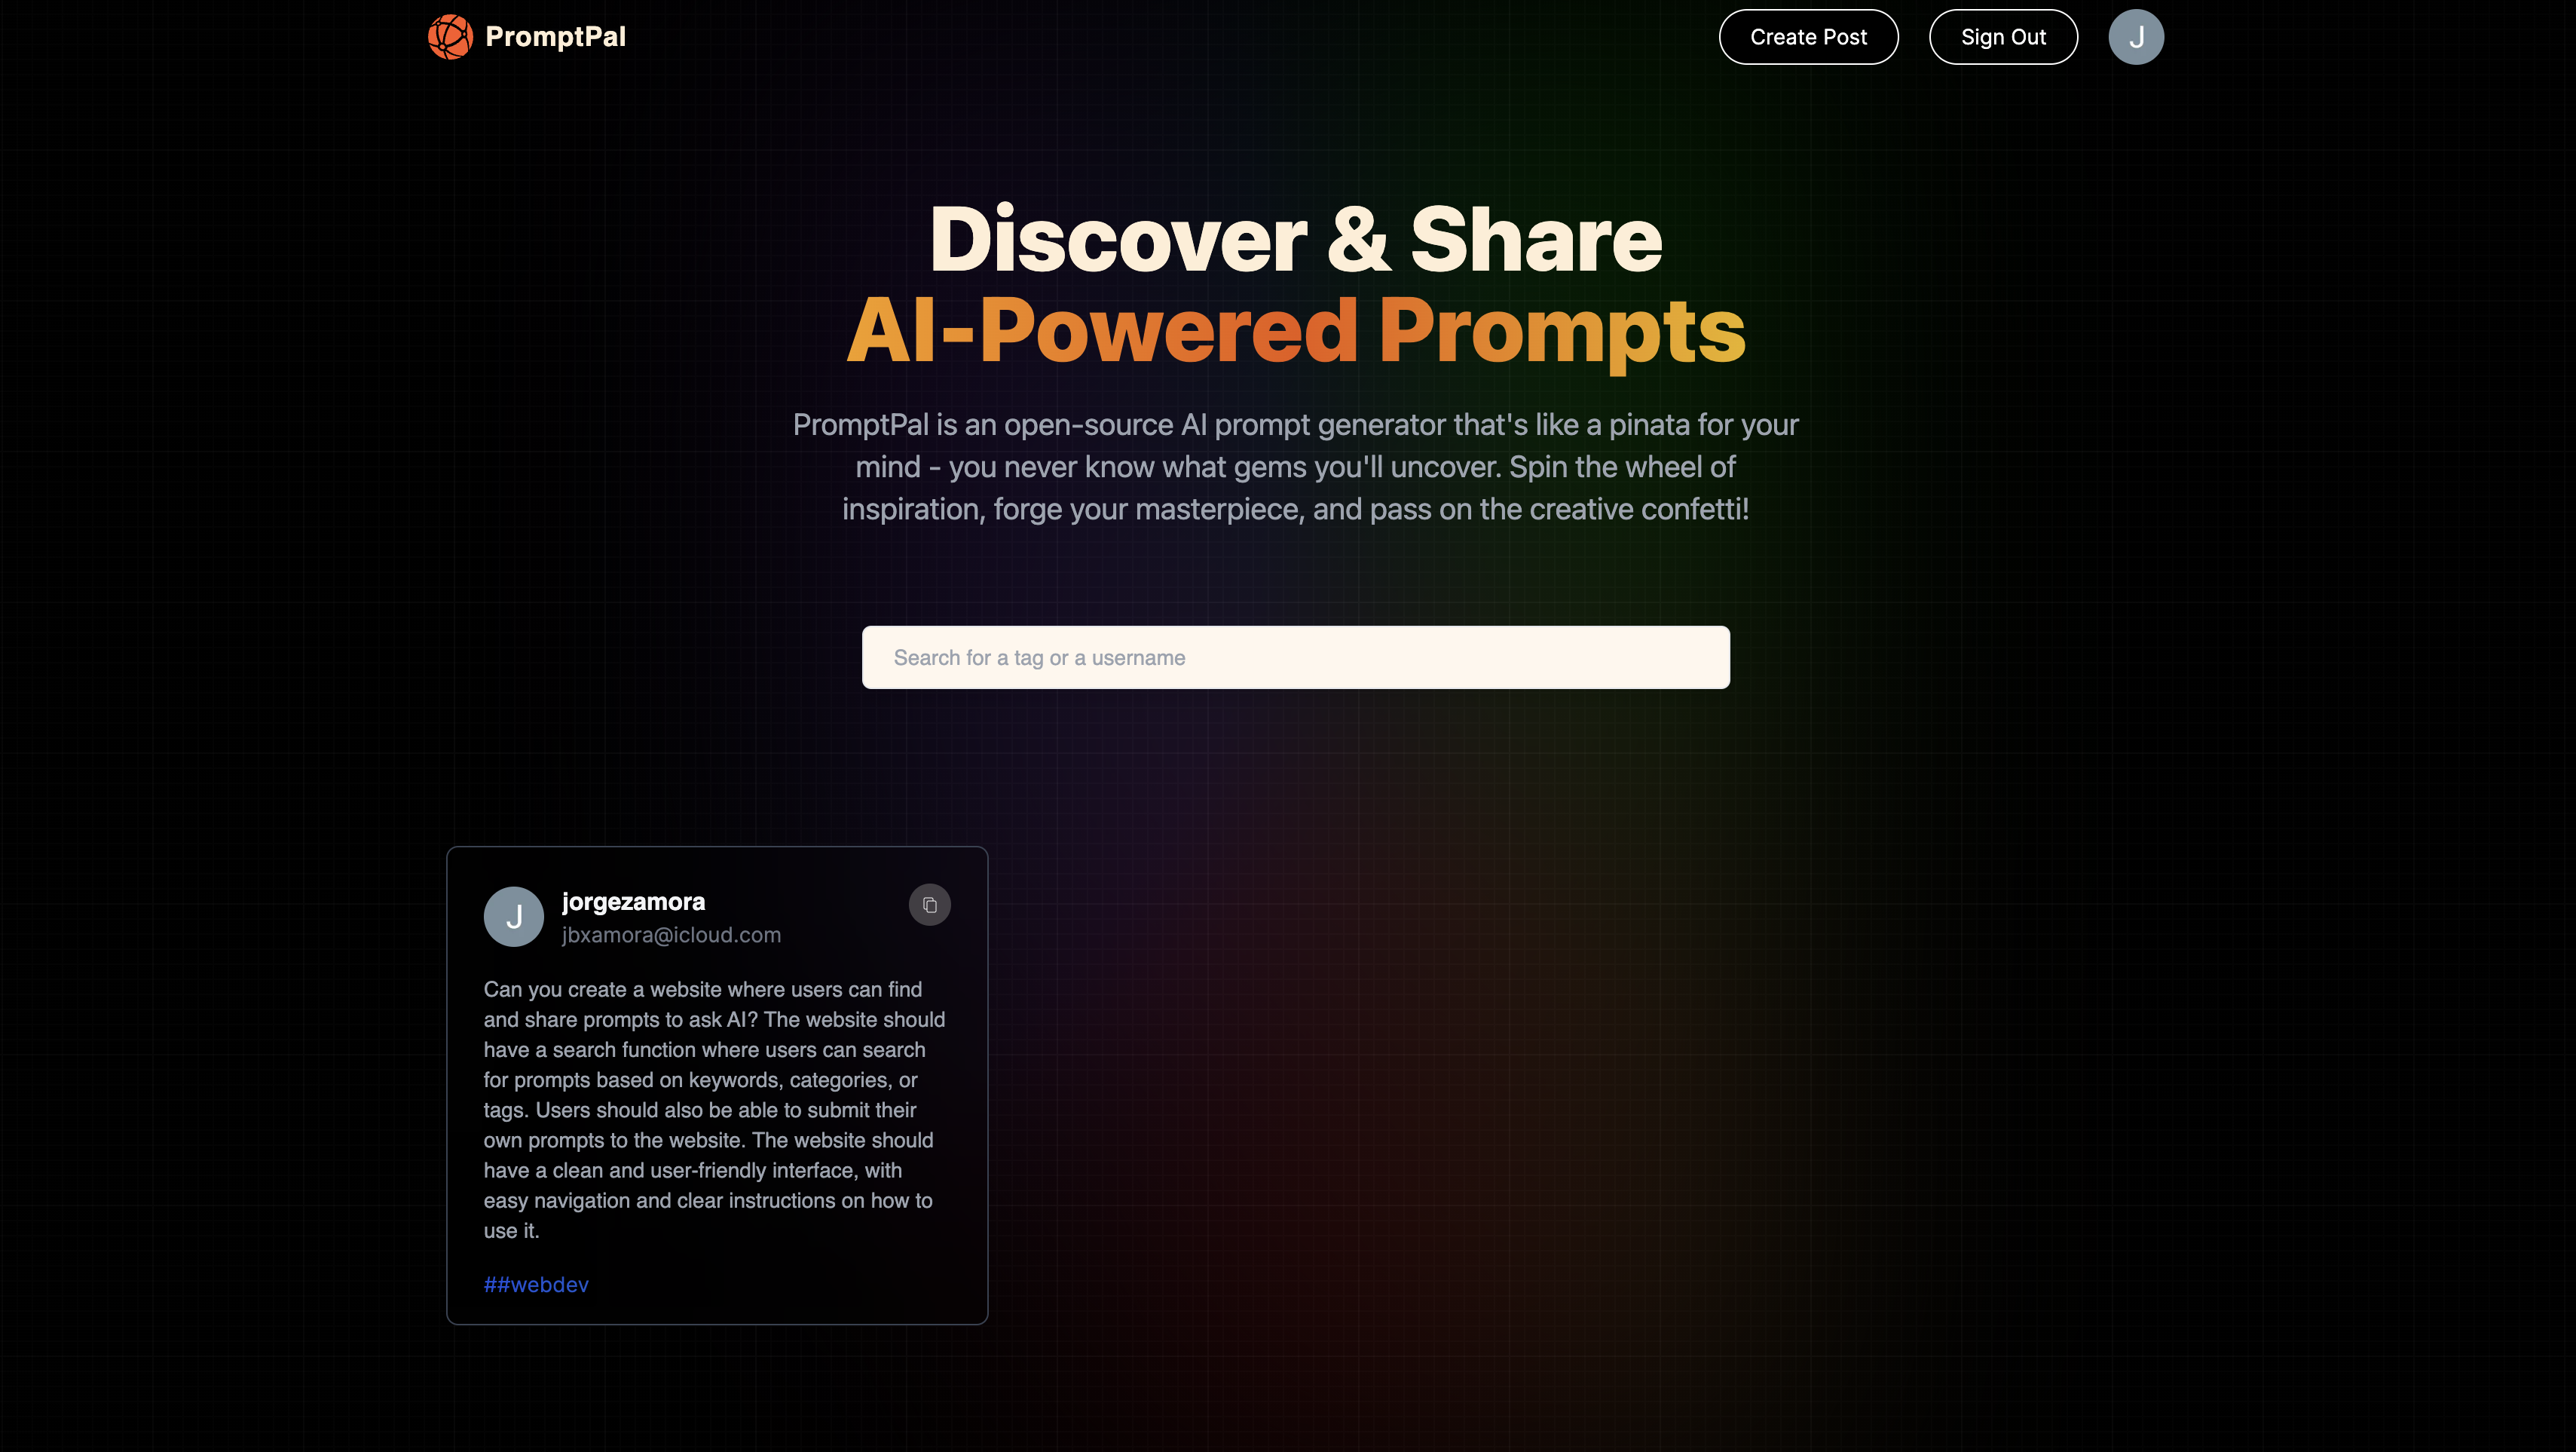 PromptPal
Create Post
Sign Out
J
Discover & Share
AI-Powered Prompts
PromptPal is an open-source AI prompt generator that's like a pinata for your
mind - you never know what gems you'll uncover. Spin the wheel of
inspiration, forge your masterpiece, and pass on the creative confetti!
Search for a tag or a username
J
jorgezamora
jbxamora@icloud.com
Can you create a website where users can find
and share prompts to ask AI? The website should
have a search function where users can search
for prompts based on keywords, categories, or
tags. Users should also be able to submit their
own prompts to the website. The website should
have a clean and user-friendly interface, with
easy navigation and clear instructions on how to
use it.
##webdev